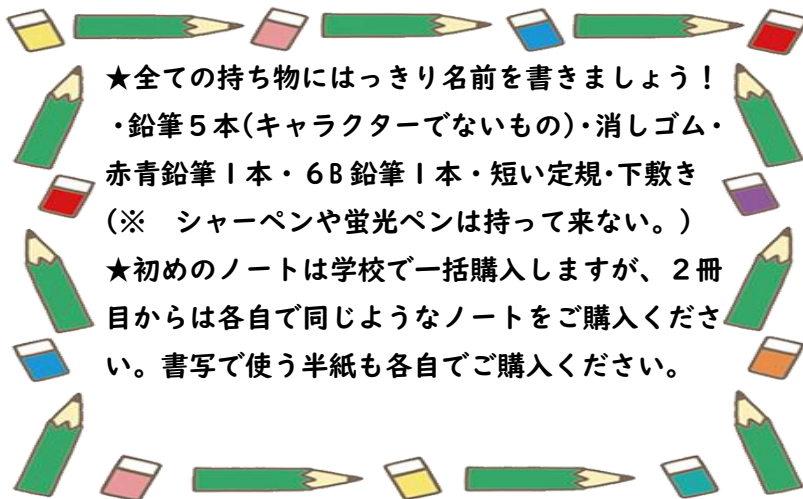 ★全ての持ち物にはっきり名前を書きましょう！
・鉛筆５本(キャラクターでないもの)・消しゴム・
赤青鉛筆１本・６B鉛筆１本・短い定規・下敷き
(※　シャーペンや蛍光ペンは持って来ない。)
★初めのノートは学校で一括購入しますが、２冊
目からは各自で同じようなノートをご購入くださ
い。書写で使う半紙も各自でご購入ください。